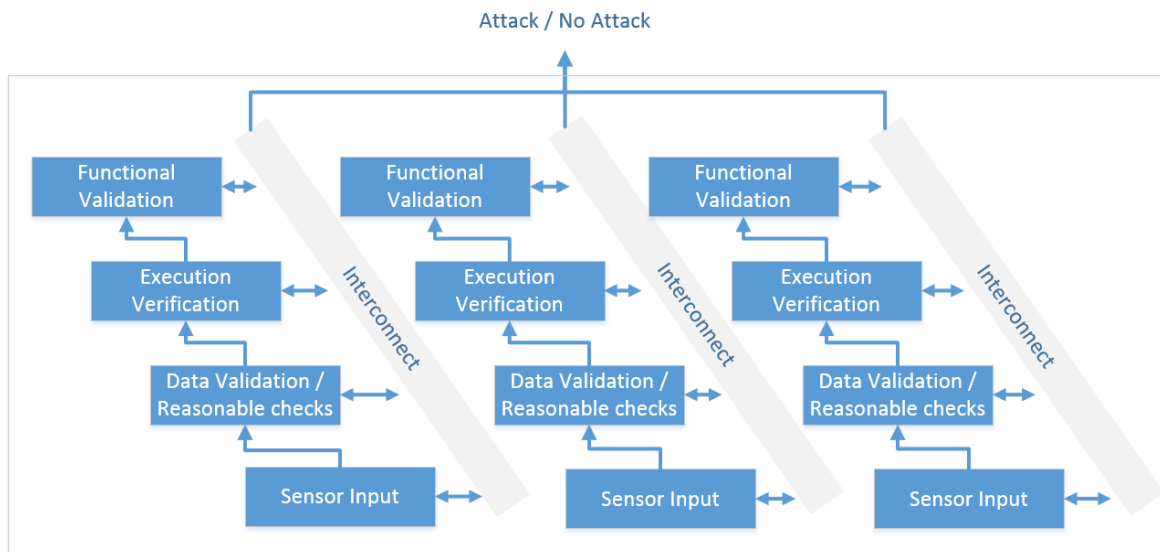 Attack / No Attack
Functional
Validation
Functional
Validation
Functional
Validation
Execution
Verification
Execution
Verification
Execution
Verification
Interconnect
Interconnect
Interconnect
Data Validation /
Reasonable checks
Data Validation /
Reasonable checks
Data Validation /
Reasonable checks
Sensor Input
Sensor Input
Sensor Input